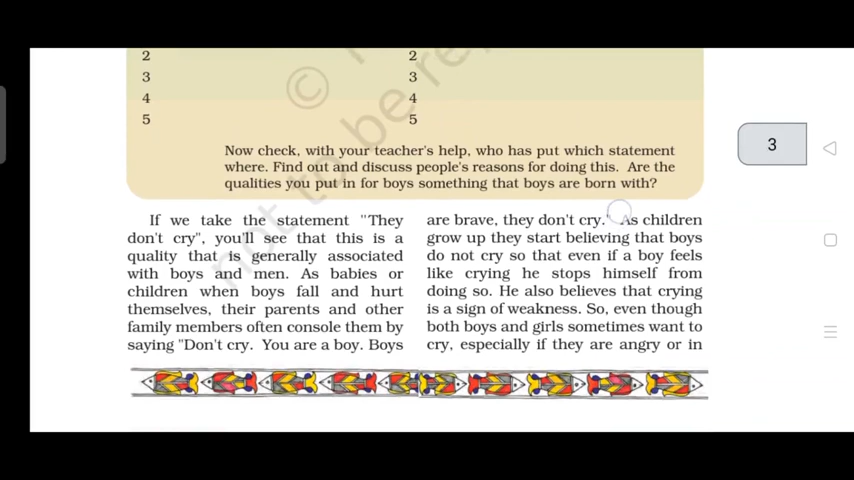 2
3
4
5
2
3
4
5
Now check, with your teacher's help, who has put which statement
where. Find out and discuss people's reasons for doing this. Are the
qualities you put in for boys something that boys are born with?
If we take the statement "They
don't cry", you'll see that this is a
quality that is generally associated
with boys and men. As babies or
children when boys fall and hurt
themselves, their parents and other
family members often console them by
saying "Don't cry. You are a boy. Boys
are brave, they don't cry." As children
grow up they start believing that boys
do not cry so that even if a boy feels
like crying he stops himself from
doing so. He also believes that crying
is a sign of weakness. So, even though
both boys and girls sometimes want to
cry, especially if they are angry or in
3